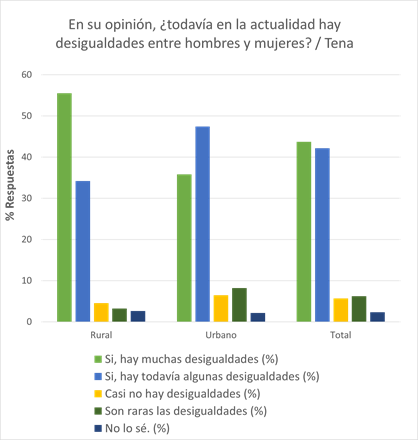 En su opinión, ¿todavía en la actualidad hay
desigualdades entre hombres y mujeres? / Tena
% Respuestas
60
50
40
30
20
10
0
Rural
Urbano
Total
Si, hay muchas desigualdades (%)
Si, hay todavía algunas desigualdades (%)
Casi no hay desigualdades (%)
Son raras las desigualdades (%)
No lo sé. (%)